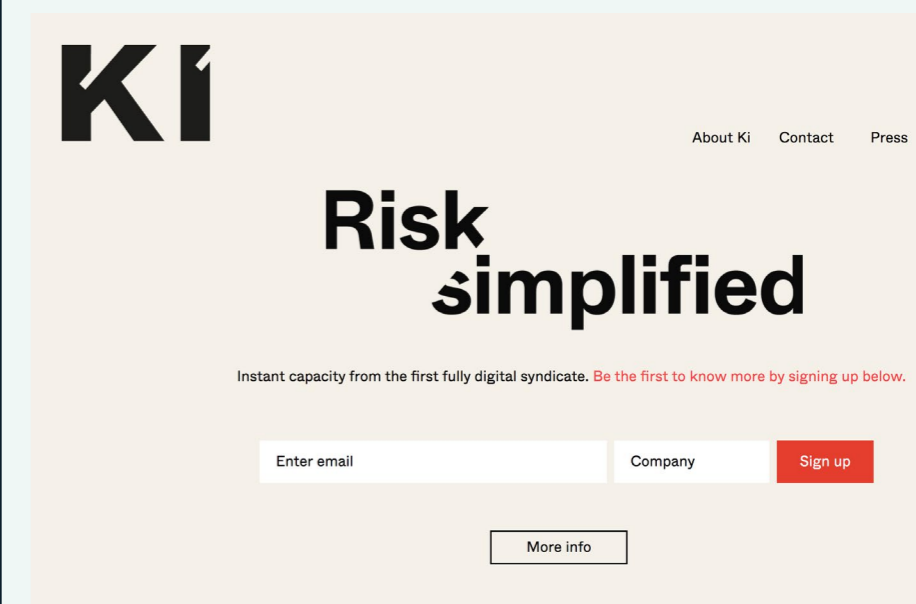 Ki
About Ki Contact Press
Risk
simplified
Instant capacity from the first fully digital syndicate. Be the first to know more by signing up below.
Enter email Company Sign up
More info